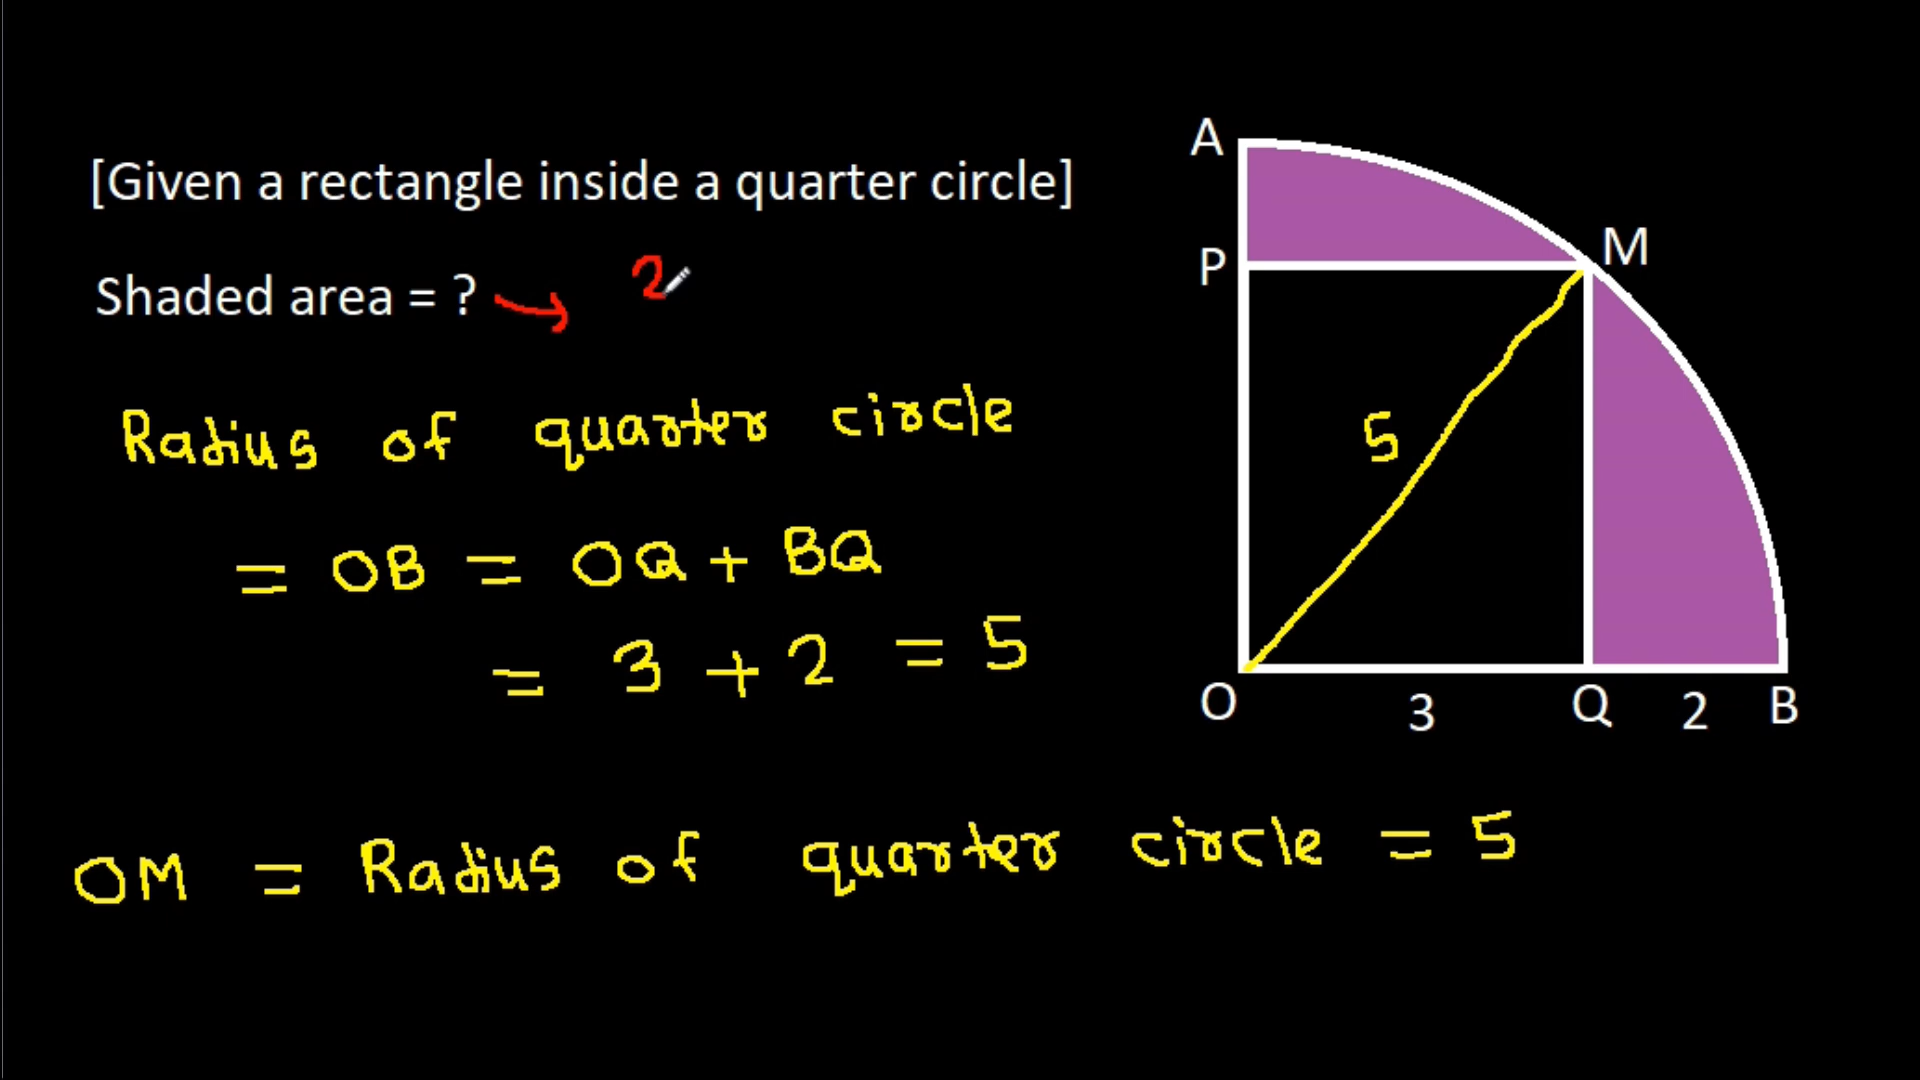 [Given a rectangle inside a quarter circle]
Shaded area = ? → 2
Radius of quarter circle
= OB = OQ + BQ
= 3 + 2 = 5
OM = Radius of quarter circle = 5
A
P
M
5
O
3
Q
2
B